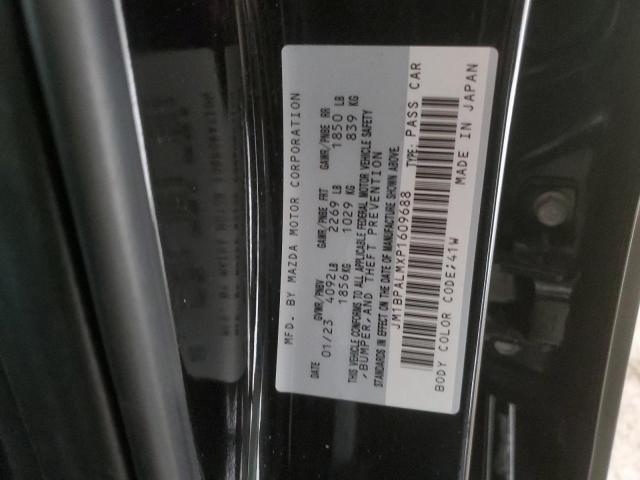 MFD. BY MAZDA MOTOR CORPORATION
DATE GVWR/PNBV GAWR/PNBE FRT GAWR/PNBE RR
01/23 4092LB 2269 LB 1850 LB
1856KG 1029 KG 839 KG
THIS VEHICLE CONFORMS TO ALL APPLICABLE FEDERAL MOTOR VEHICLE SAFETY
,BUMPER,AND THEFT PREVENTION
STANDARDS IN EFFECT ON THE DATE OF MANUFACTURE SHOWN ABOVE.
JM1BPALMXP1609688 TYPE: PASS CAR
BODY COLOR CODE:41W MADE IN JAPAN